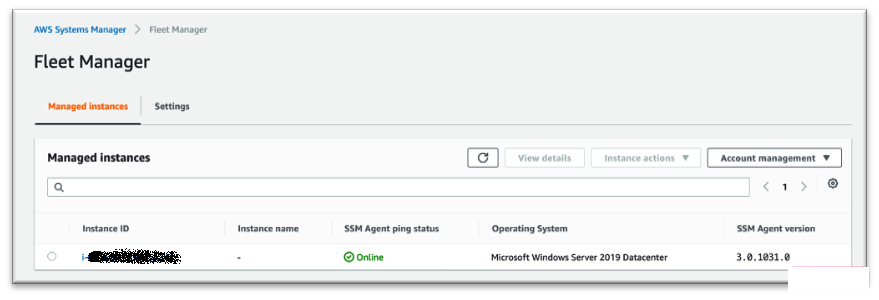 AWS Systems Manager > Fleet Manager
Fleet Manager
Managed instances Settings
Managed instances View details Instance actions ▼ Account management ▼
< 1 >
Instance ID Instance name SSM Agent ping status Operating System SSM Agent version
i- - Online Microsoft Windows Server 2019 Datacenter 3.0.1031.0